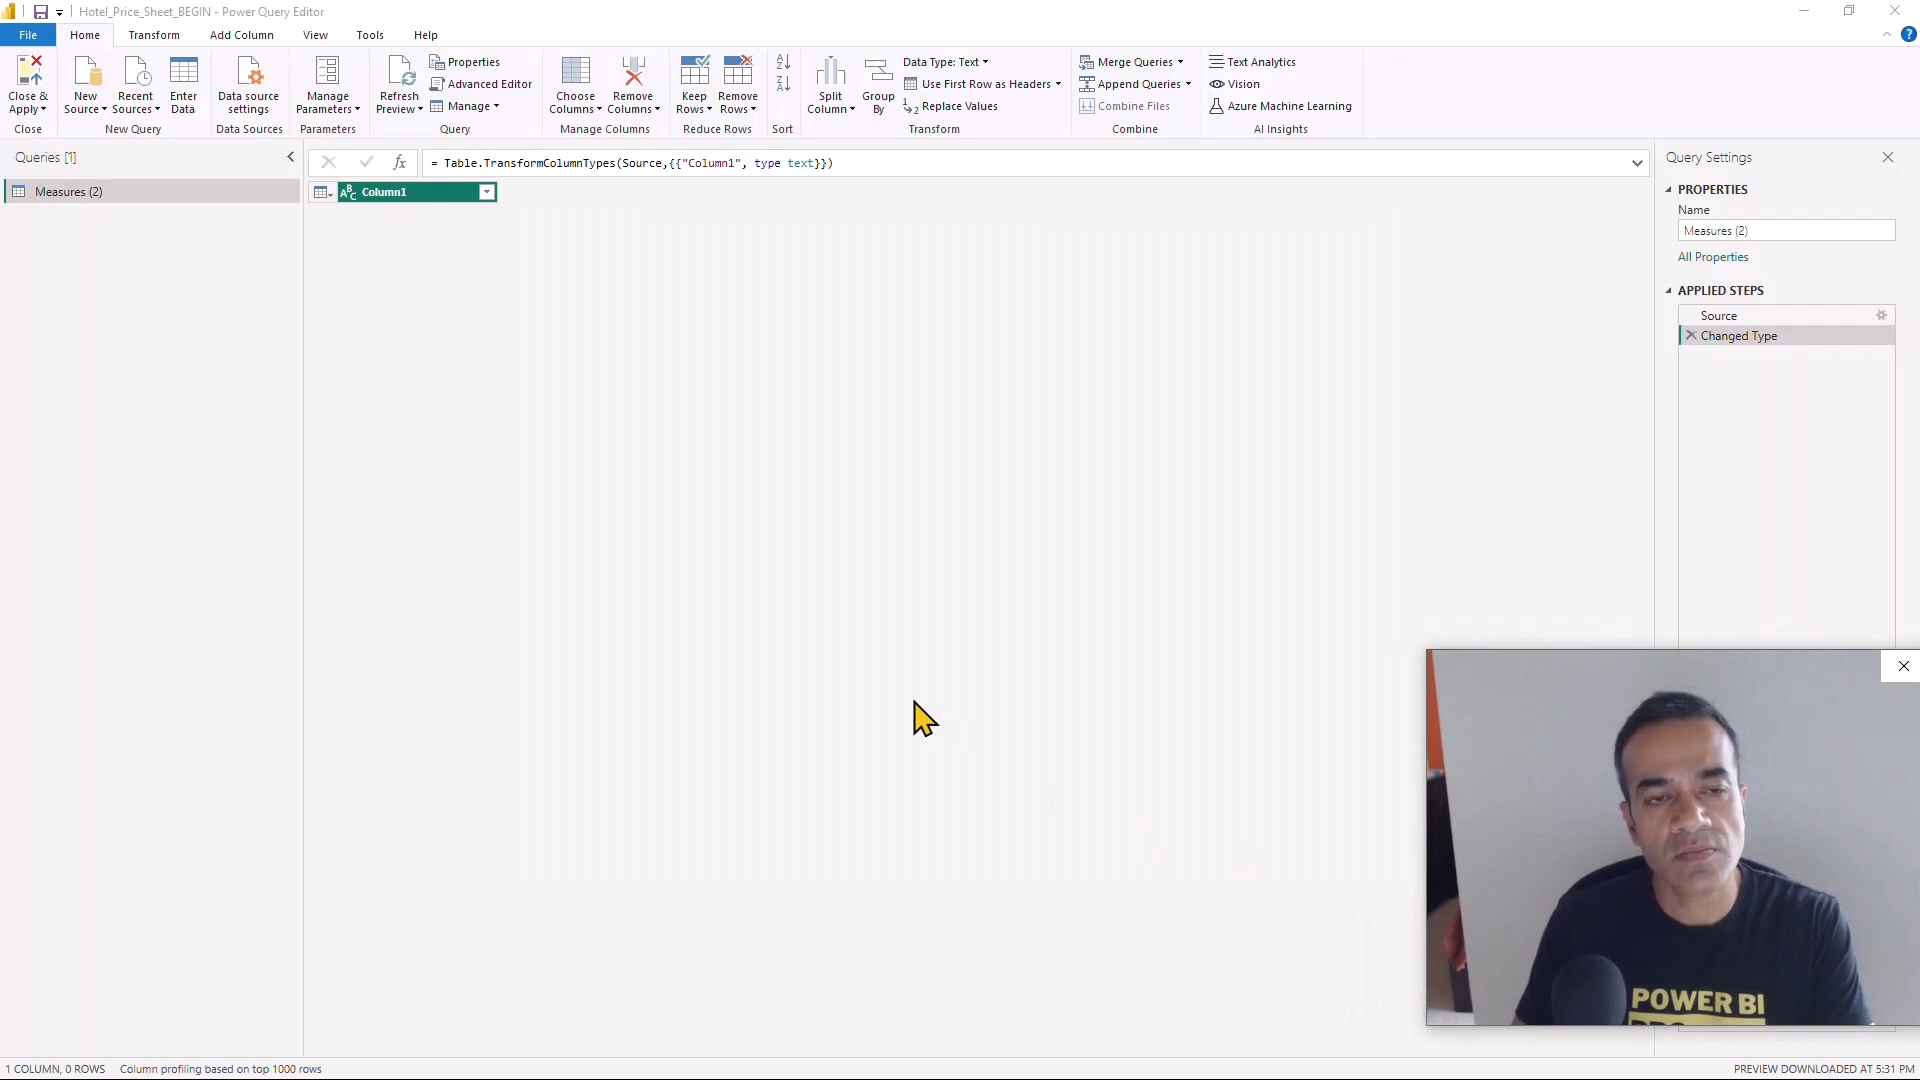 Hotel_Price_Sheet_BEGIN - Power Query Editor
File Home Transform Add Column View Tools Help
Close & Apply
Close
New Source
Recent Sources
Enter Data
New Query
Data source settings
Data Sources
Manage Parameters
Parameters
Refresh Preview
Properties
Advanced Editor
Manage
Query
Choose Columns
Remove Columns
Manage Columns
Keep Rows
Remove Rows
Reduce Rows
Sort
Split Column
Group By
Data Type: Text
Use First Row as Headers
Replace Values
Transform
Merge Queries
Append Queries
Combine Files
Combine
Text Analytics
Vision
Azure Machine Learning
AI Insights
Queries [1]
Measures (2)
= Table.TransformColumnTypes(Source,{{"Column1", type text}})
Column1
Query Settings
PROPERTIES
Name
Measures (2)
All Properties
APPLIED STEPS
Source
Changed Type
POWER BI
1 COLUMN, 0 ROWS Column profiling based on top 1000 rows
PREVIEW DOWNLOADED AT 5:31 PM